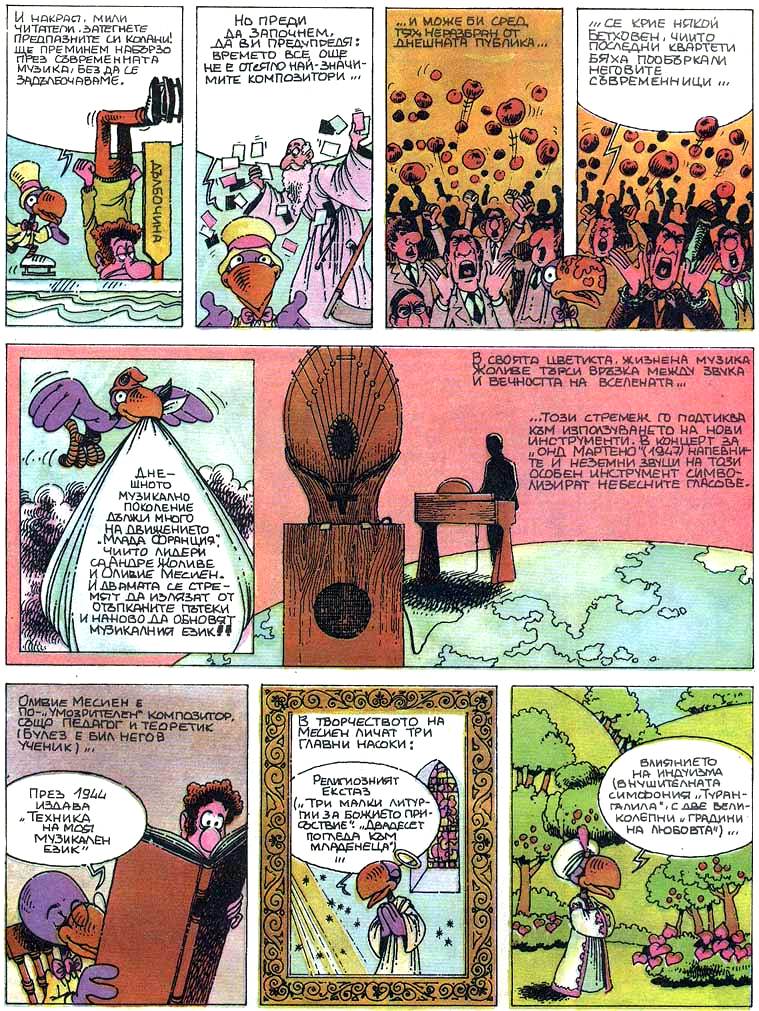 И НАКРАЯ, МИЛИ
ЧИТАТЕЛИ, ЗАТЕГНЕТЕ
ПРЕДПАЗНИТЕ СИ КОЛАНИ!
ЩЕ ПРЕМИНЕМ НАБЪРЗО
ПРЕЗ СЪВРЕМЕННАТА
МУЗИКА, БЕЗ ДА СЕ
ЗАДЪЛБОЧАВАМЕ.
ДЪЛБОЧИНА
НО ПРЕДИ
ДА ЗАПОЧНЕМ,
ДА ВИ ПРЕДУПРЕДЯ:
ВРЕМЕТО ВСЕ ОЩЕ
НЕ Е ОТСЯЛО НАЙ-ЗНАЧИ-
МИТЕ КОМПОЗИТОРИ...
...И МОЖЕ БИ СРЕД
ТЯХ, НЕРАЗБРАН ОТ
ДНЕШНАТА ПУБЛИКА...
...СЕ КРИЕ НЯКОЙ
БЕТХОВЕН, ЧИИТО
ПОСЛЕДНИ КВАРТЕТИ
БЯХА ПООБЪРКАЛИ
НЕГОВИТЕ
СЪВРЕМЕННИЦИ...
ДНЕ-
ШНОТО
МУЗИКАЛНО
ПОКОЛЕНИЕ
ДЪЛЖИ МНОГО
НА ДВИЖЕНИЕТО
„МЛАДА ФРАНЦИЯ",
ЧИИТО ЛИДЕРИ
СА АНДРЕ ЖОЛИВЕ
И ОЛИВИЕ МЕСИЕН.
И ДВАМАТА СЕ СТРЕ-
МЯТ ДА ИЗЛЯЗАТ ОТ
ОТЪПКАНИТЕ ПЪТЕКИ
И НАНОВО ДА ОБНОВЯТ
МУЗИКАЛНИЯ ЕЗИК!!
В СВОЯТА ЦВЕТИСТА, ЖИЗНЕНА МУЗИКА
ЖОЛИВЕ ТЪРСИ ВРЪЗКА МЕЖДУ ЗВУКА
И ВЕЧНОСТТА НА ВСЕЛЕНАТА...
...ТОЗИ СТРЕМЕЖ ГО ПОДТИКВА
КЪМ ИЗПОЛЗУВАНЕТО НА НОВИ
ИНСТРУМЕНТИ. В КОНЦЕРТ ЗА
„ОНД МАРТЕНО" (1947) НАПЕВНИ-
ТЕ И НЕЗЕМНИ ЗВУЦИ НА ТОЗИ
ОСОБЕН ИНСТРУМЕНТ СИМВО-
ЛИЗИРАТ НЕБЕСНИТЕ ГЛАСОВЕ.
ОЛИВИЕ МЕСИЕН Е
ПО-„УМОЗРИТЕЛЕН" КОМПОЗИТОР,
СЪЩО ПЕДАГОГ И ТЕОРЕТИК
(БУЛЕЗ Е БИЛ НЕГОВ
УЧЕНИК)...
ПРЕЗ 1944
ИЗДАВА
„ТЕХНИКА
НА МОЯ
МУЗИКАЛЕН
ЕЗИК"
В ТВОРЧЕСТВОТО НА
МЕСИЕН ЛИЧАТ ТРИ
ГЛАВНИ НАСОКИ:
РЕЛИГИОЗНИЯТ
ЕКСТАЗ
(„ТРИ МАЛКИ ЛИТУР-
ГИИ ЗА БОЖИЕТО ПРИ-
СЪСТВИЕ", „ДВАДЕСЕТ
ПОГЛЕДА КЪМ
МЛАДЕНЕЦА")
...
ВЛИЯНИЕТО
НА ИНДУИЗМА
(В ВНУШИТЕЛНАТА
СИМФОНИЯ „ТУРАН-
ГАЛИЛА", С ДВЕ ВЕЛИ-
КОЛЕПНИ „ГРАДИНИ
НА ЛЮБОВТА")...